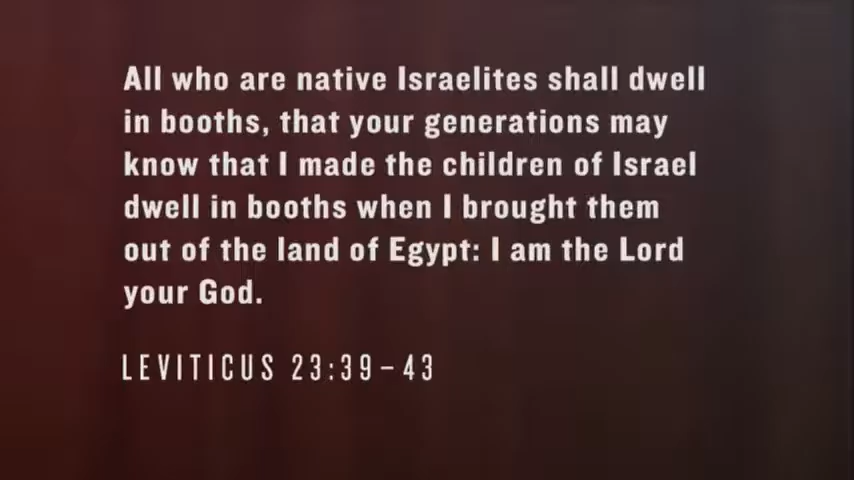 All who are native Israelites shall dwell
in booths, that your generations may
know that I made the children of Israel
dwell in booths when I brought them
out of the land of Egypt: I am the Lord
your God.
LEVITICUS 23:39–43